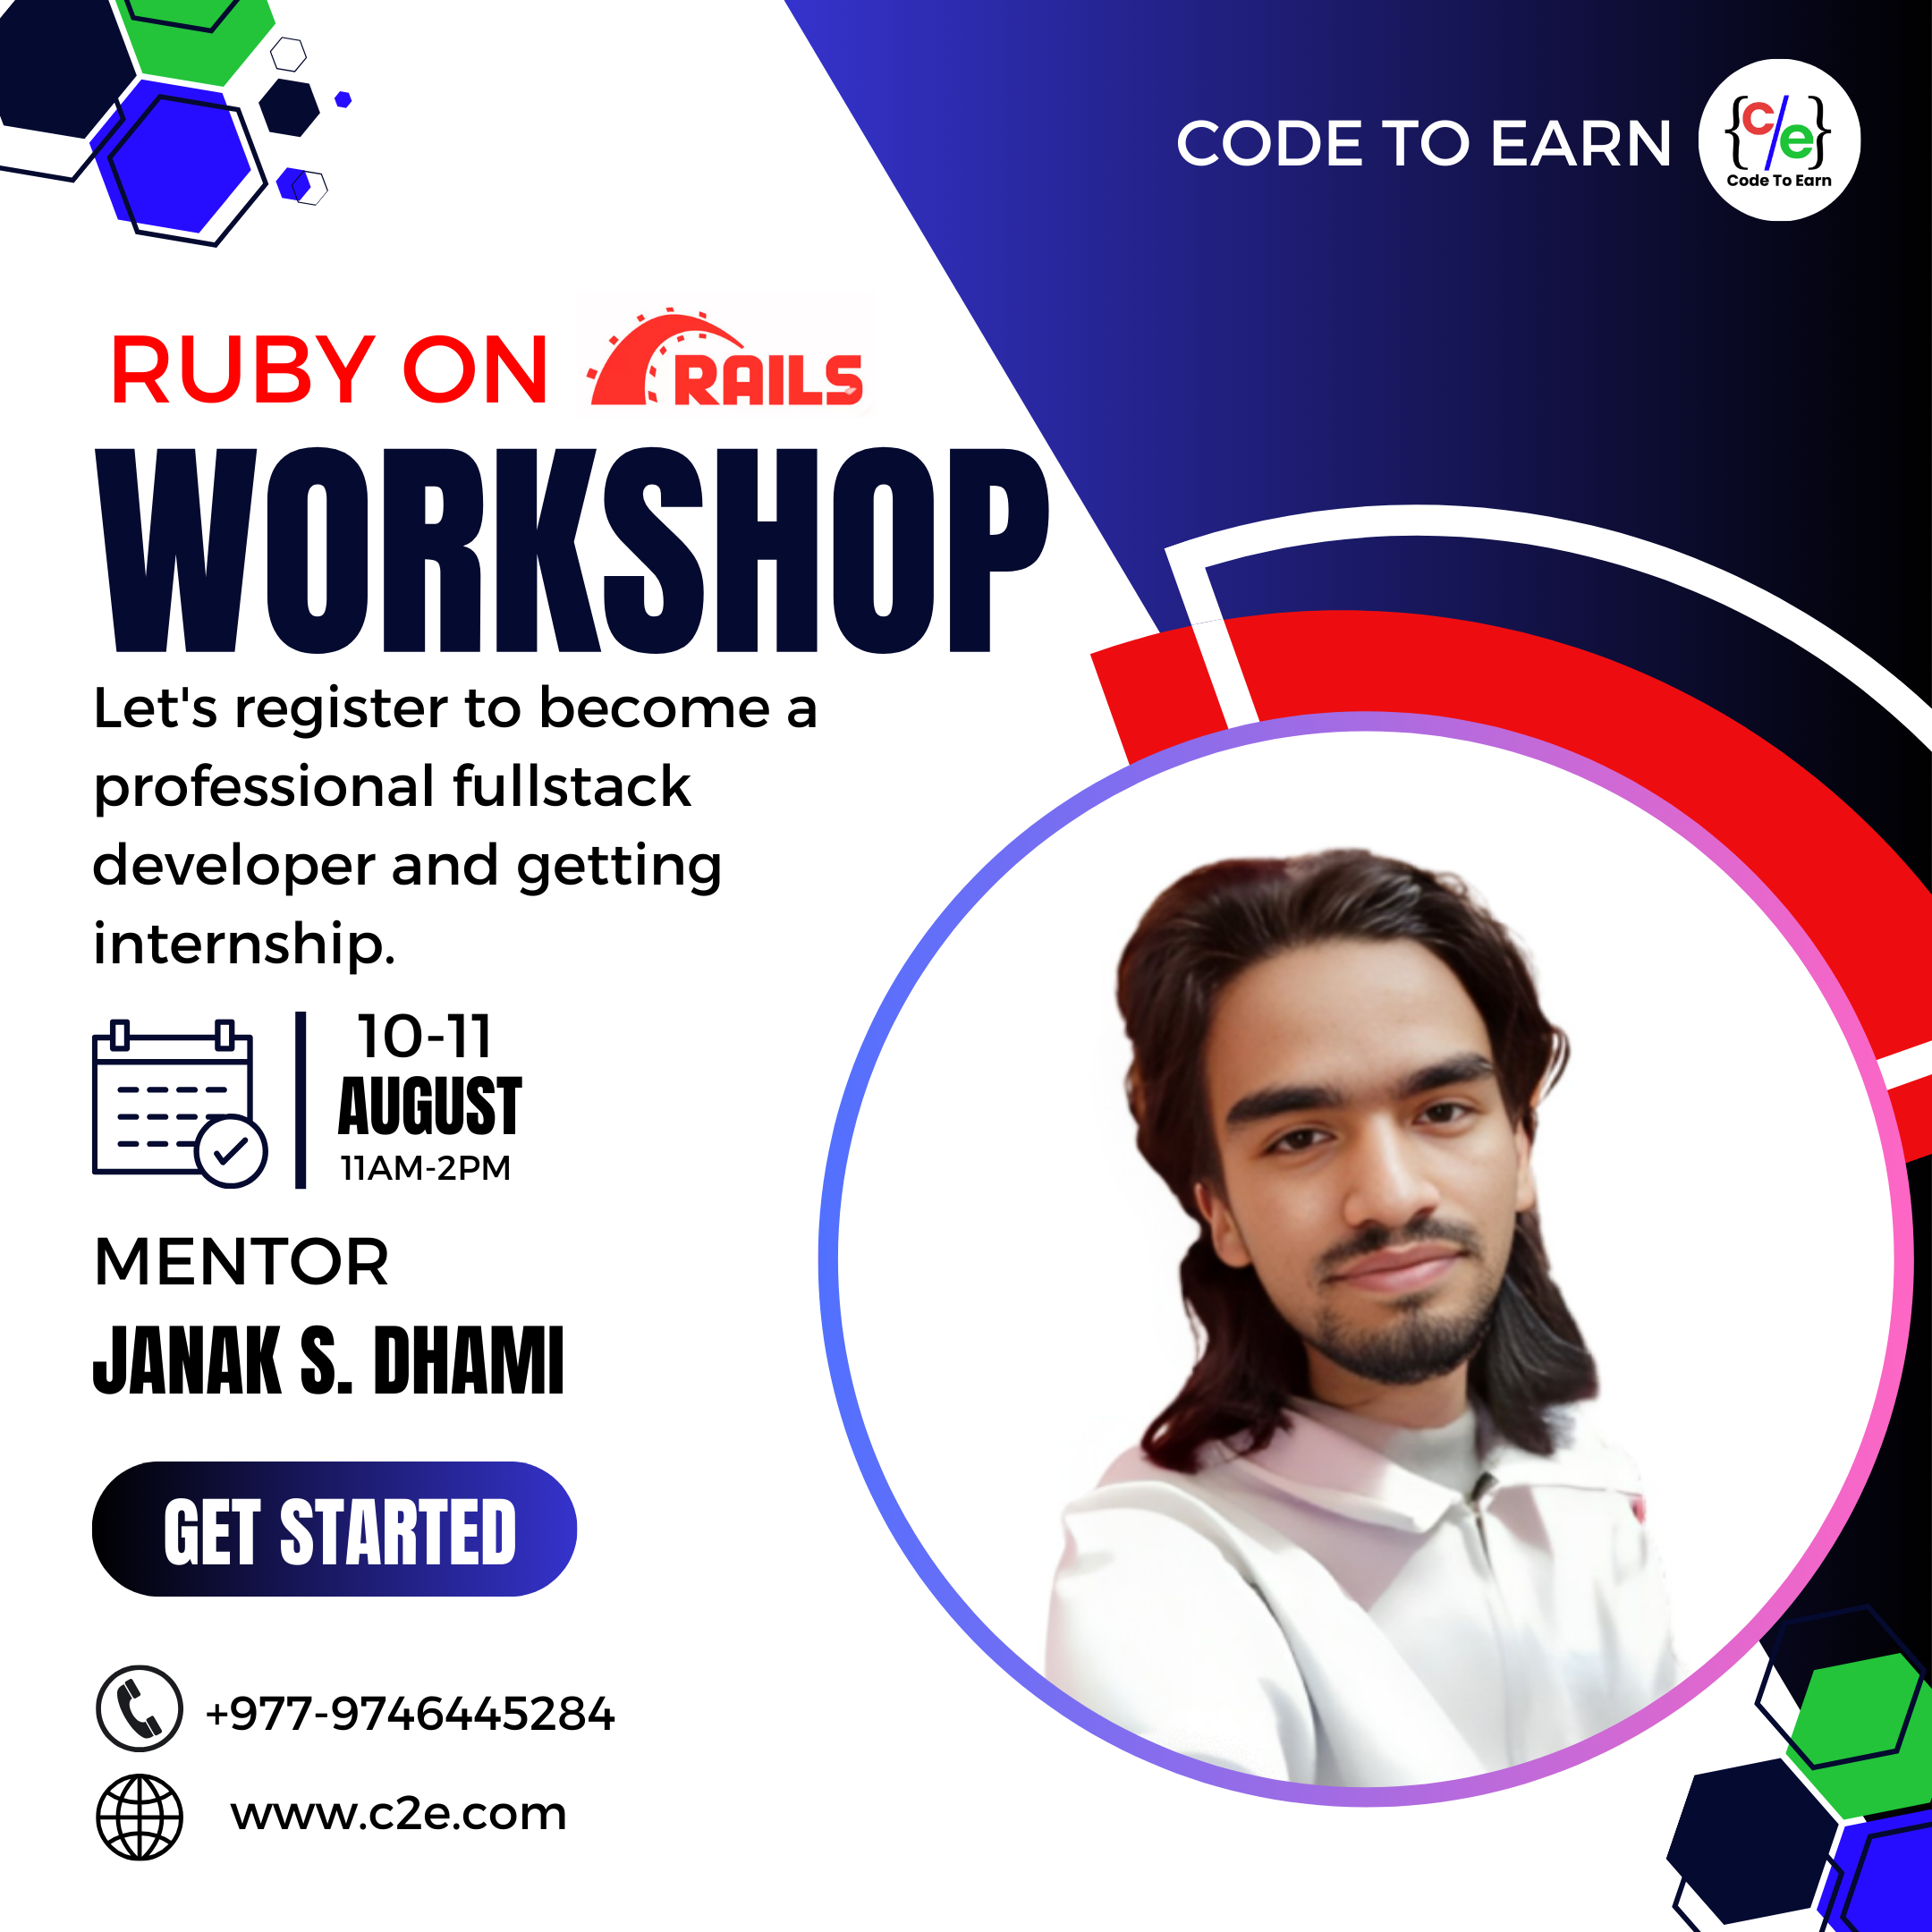 CODE TO EARN
{c/e}
Code To Earn
RUBY ON RAILS
WORKSHOP
Let's register to become a
professional fullstack
developer and getting
internship.
10-11
AUGUST
11AM-2PM
MENTOR
JANAK S. DHAMI
GET STARTED
+977-9746445284
www.c2e.com